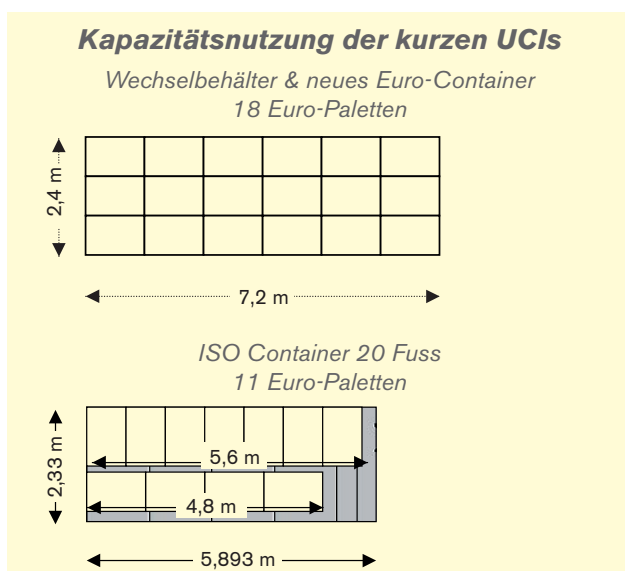 Kapazitätsnutzung der kurzen UCIs
Wechselbehälter & neues Euro-Container
18 Euro-Paletten
2,4 m
7,2 m
ISO Container 20 Fuss
11 Euro-Paletten
2,33 m
5,6 m
4,8 m
5,893 m